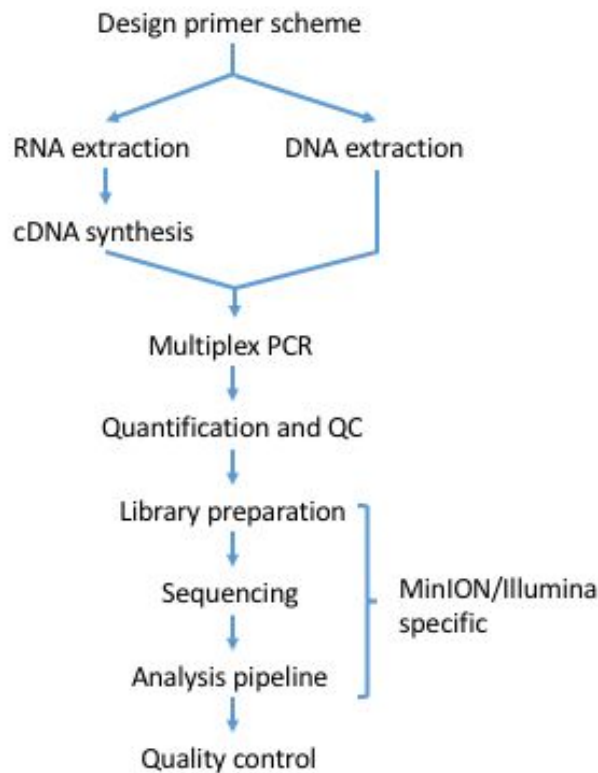 Design primer scheme
RNA extraction
DNA extraction
cDNA synthesis
Multiplex PCR
Quantification and QC
Library preparation
Sequencing
MinION/Illumina
specific
Analysis pipeline
Quality control